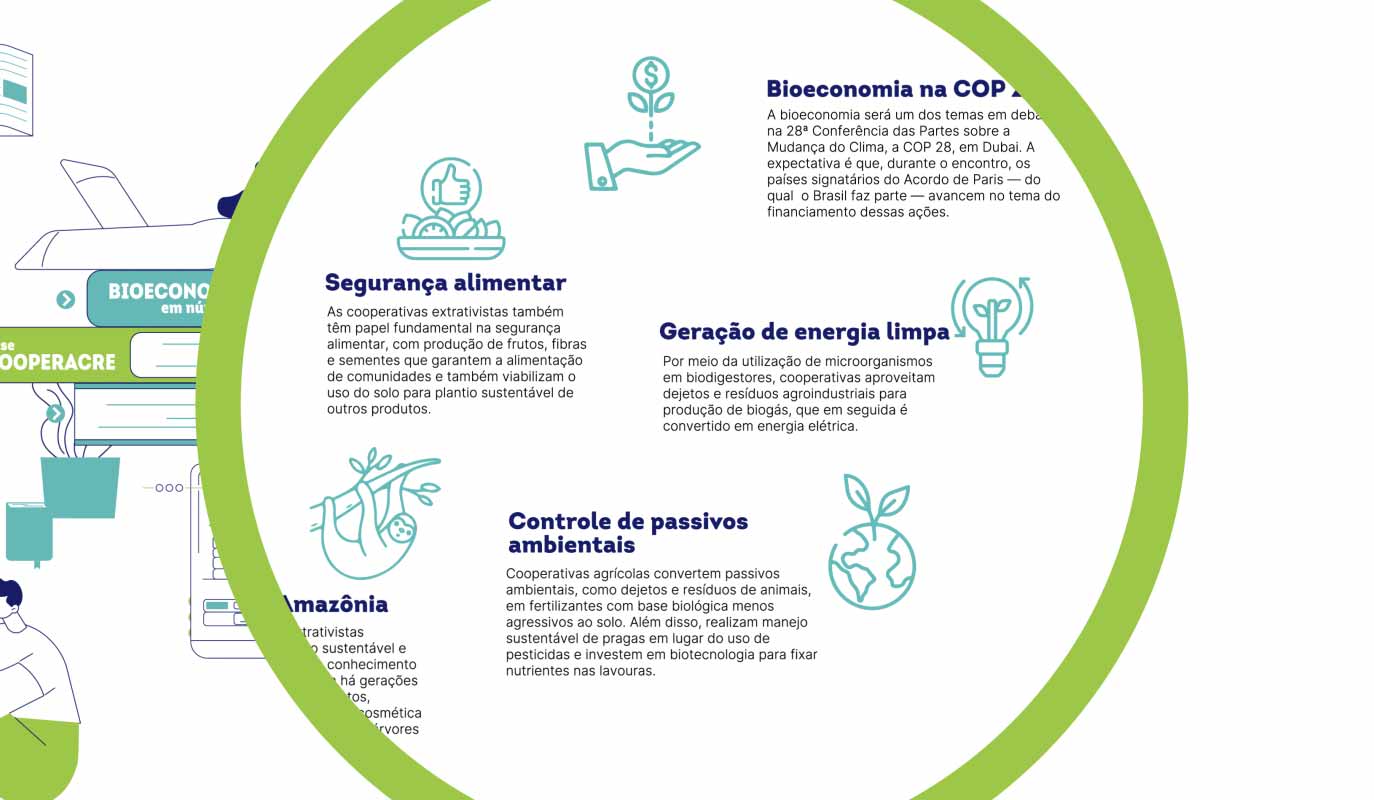 BIOECONO
em nú
se
OOPERACRE
Bioeconomia na COP
A bioeconomia será um dos temas em deba
na 28ª Conferência das Partes sobre a
Mudança do Clima, a COP 28, em Dubai. A
expectativa é que, durante o encontro, os
países signatários do Acordo de Paris — do
qual o Brasil faz parte — avancem no tema do
financiamento dessas ações.
Segurança alimentar
As cooperativas extrativistas também
têm papel fundamental na segurança
alimentar, com produção de frutos, fibras
e sementes que garantem a alimentação
de comunidades e também viabilizam o
uso do solo para plantio sustentável de
outros produtos.
Geração de energia limpa
Por meio da utilização de microorganismos
em biodigestores, cooperativas aproveitam
dejetos e resíduos agroindustriais para
produção de biogás, que em seguida é
convertido em energia elétrica.
Controle de passivos
ambientais
Cooperativas agrícolas convertem passivos
ambientais, como dejetos e resíduos de animais,
em fertilizantes com base biológica menos
agressivos ao solo. Além disso, realizam manejo
sustentável de pragas em lugar do uso de
pesticidas e investem em biotecnologia para fixar
nutrientes nas lavouras.
Amazônia
trativistas
o sustentável e
conhecimento
há gerações
tos,
cosmética
árvores